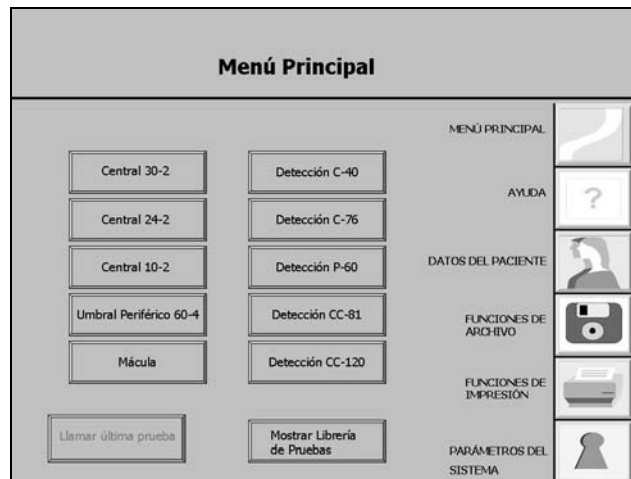 Menú Principal
MENÚ PRINCIPAL
Central 30-2
Detección C-40
AYUDA
?
Central 24-2
Detección C-76
Central 10-2
Detección P-60
DATOS DEL PACIENTE
Umbral Periférico 60-4
Detección CC-81
FUNCIONES DE
ARCHIVO
Mácula
Detección CC-120
FUNCIONES DE
IMPRESIÓN
Llamar última prueba
Mostrar Librería
de Pruebas
PARÁMETROS DEL
SISTEMA